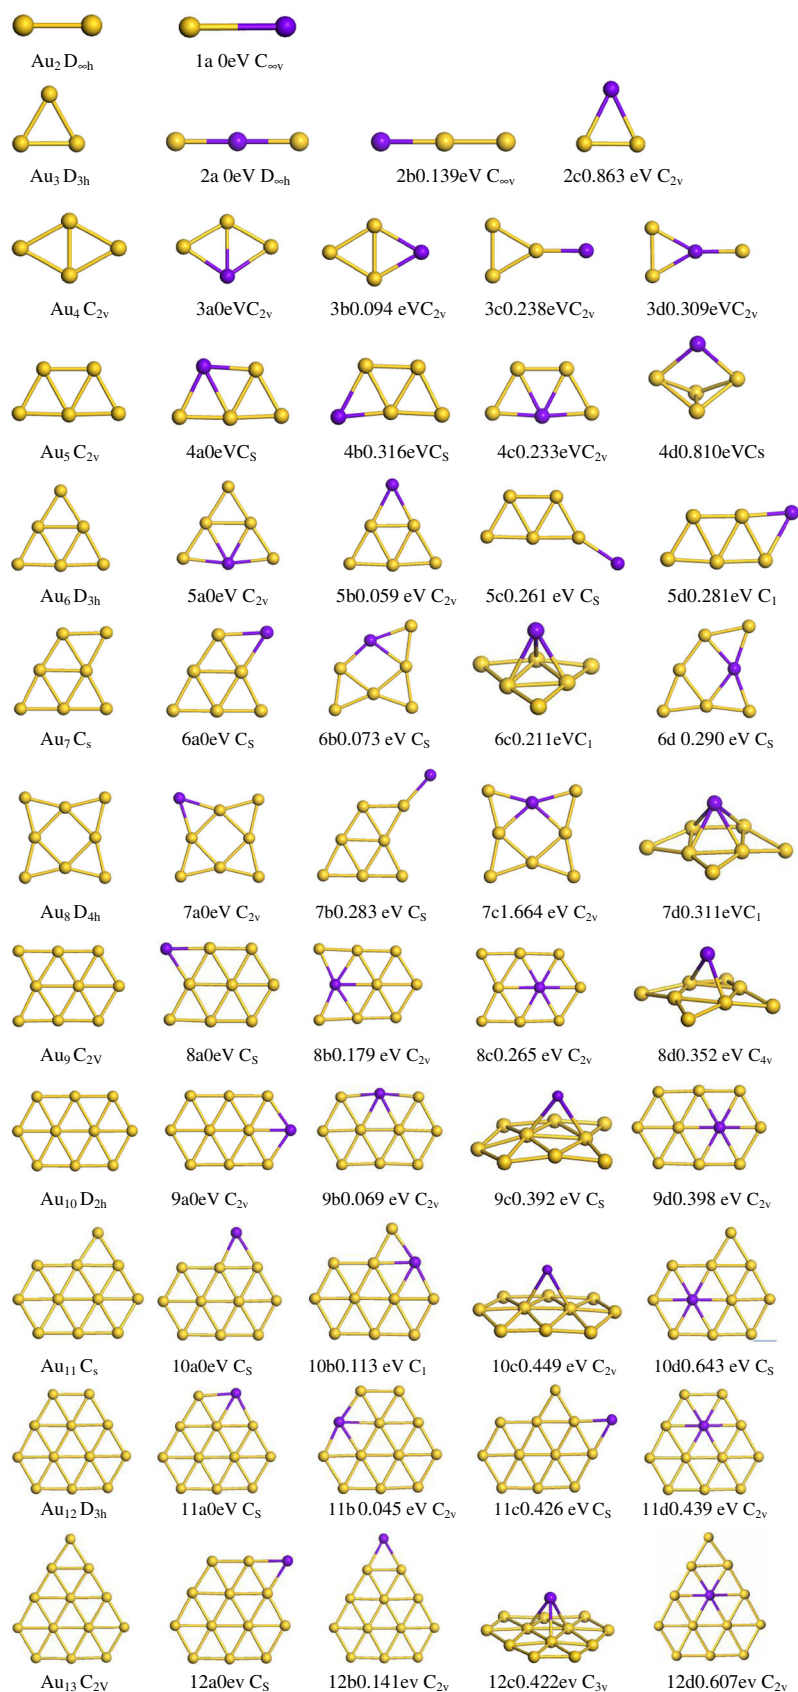 Au₂ D∞h 1a 0eV C∞v
Au₃ D₃h 2a 0eV D∞h 2b0.139eV C∞v 2c0.863 eV C₂v
Au₄ C₂v 3a0eVC₂v 3b0.094 eVC₂v 3c0.238eVC₂v 3d0.309eVC₂v
Au₅ C₂v 4a0eVCS 4b0.316eVCS 4c0.233eVC₂v 4d0.810eVCs
Au₆ D₃h 5a0eV C₂v 5b0.059 eV C₂v 5c0.261 eV CS 5d0.281eV C₁
Au₇ Cs 6a0eV CS 6b0.073 eV CS 6c0.211eVC₁ 6d 0.290 eV CS
Au₈ D₄h 7a0eV C₂v 7b0.283 eV CS 7c1.664 eV C₂v 7d0.311eVC₁
Au₉ C₂V 8a0eV CS 8b0.179 eV C₂v 8c0.265 eV C₂v 8d0.352 eV C₄v
Au₁₀ D₂h 9a0eV C₂v 9b0.069 eV C₂v 9c0.392 eV CS 9d0.398 eV C₂v
Au₁₁ Cs 10a0eV CS 10b0.113 eV C₁ 10c0.449 eV C₂v 10d0.643 eV CS
Au₁₂ D₃h 11a0eV CS 11b 0.045 eV C₂v 11c0.426 eV CS 11d0.439 eV C₂v
Au₁₃ C₂V 12a0ev CS 12b0.141ev C₂v 12c0.422ev C₃v 12d0.607ev C₂v